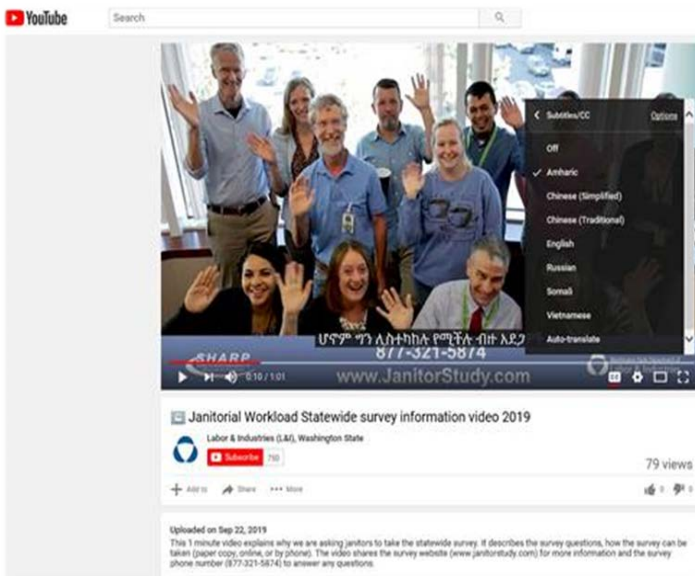 YouTube
Search
Subtitles/CC Options
Off
Amharic
Chinese (Simplified)
Chinese (Traditional)
English
Russian
Somali
Vietnamese
Auto-translate
ሆኖም ግን ሊስተካከሉ የሚችሉ ብዙ አደጋ
SHARP
877-321-5874
www.JanitorStudy.com
0:10 / 1:01
Janitorial Workload Statewide survey information video 2019
Labor & Industries (L&I), Washington State
Subscribe 750
79 views
Add to Share More
0 0
Uploaded on Sep 22, 2019
This 1 minute video explains why we are asking janitors to take the statewide survey. It describes the survey questions, how the survey can be
taken (paper copy, online, or by phone). The video shares the survey website (www.janitorstudy.com) for more information and the survey
phone number (877-321-5874) to answer any questions.